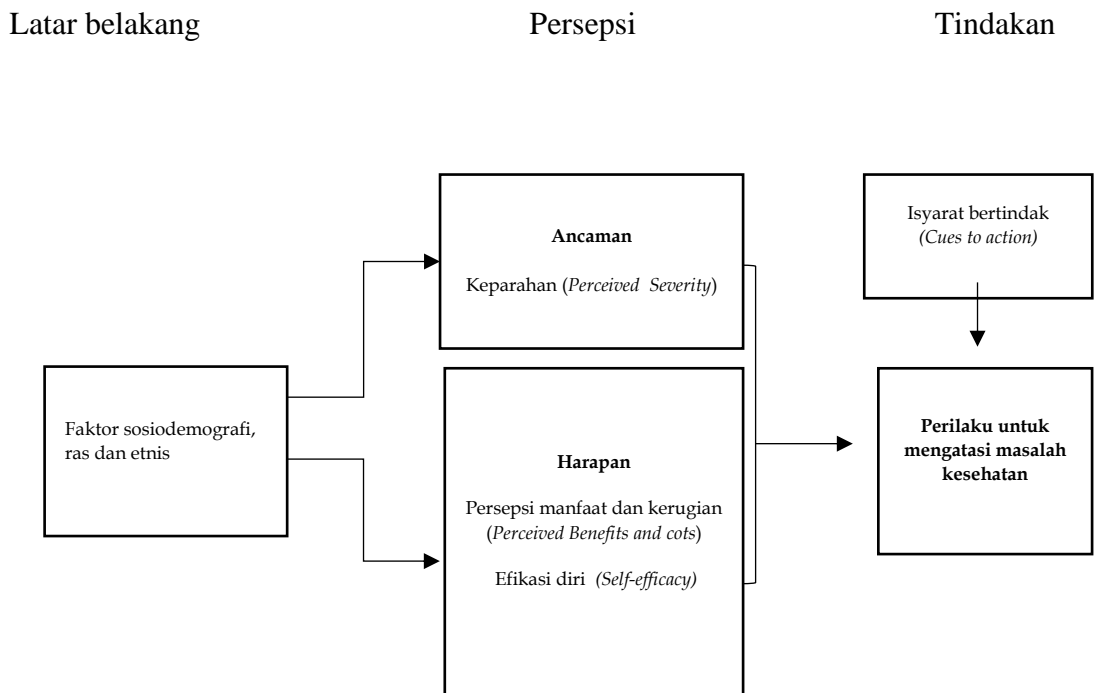 Latar belakang
Persepsi
Tindakan
Ancaman
Keparahan (Perceived Severity)
Isyarat bertindak
(Cues to action)
Faktor sosiodemografi,
ras dan etnis
Harapan
Persepsi manfaat dan kerugian
(Perceived Benefits and cots)
Efikasi diri (Self-efficacy)
Perilaku untuk
mengatasi masalah
kesehatan